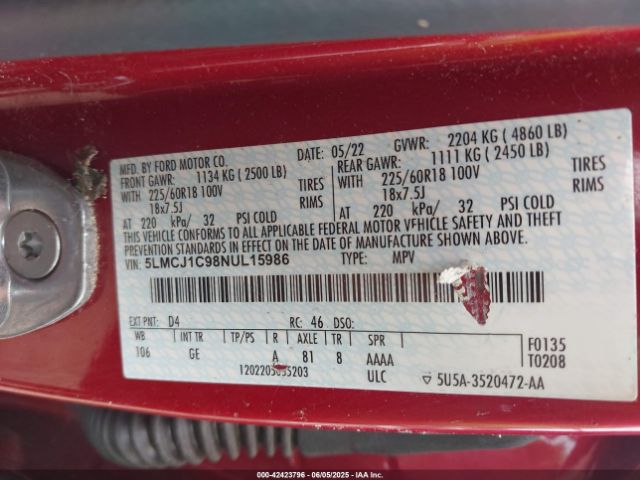 MFD. BY FORD MOTOR CO.
05/22 GVWR: 2204 KG ( 4860 LB)
FRONT GAWR: 1134 KG ( 2500 LB)
REAR GAWR: 1111 KG ( 2450 LB)
WITH 225/60R18 100V TIRES
WITH 225/60R18 100V TIRES
18x7.5J RIMS
18x7.5J RIMS
AT 220 kPa/ 32 PSI COLD
AT 220 kPa/ 32 PSI COLD
THIS VEHICLE CONFORMS TO ALL APPLICABLE FEDERAL MOTOR VEHICLE SAFETY AND THEFT
PREVENTION STANDARDS IN EFFECT ON THE DATE OF MANUFACTURE SHOWN ABOVE.
VIN: 5LMCJ1C98NUL15986 TYPE: MPV
EXT PNT: D4 RC: 46 DSO:
WB INT TR TP/PS R AXLE TR SPR
106 GE A 81 8 AAAA
F0135
T0208
ULC ▽ 5U5A-3520472-AA
000-42423796 - 06/05/2025 - IAA Inc.